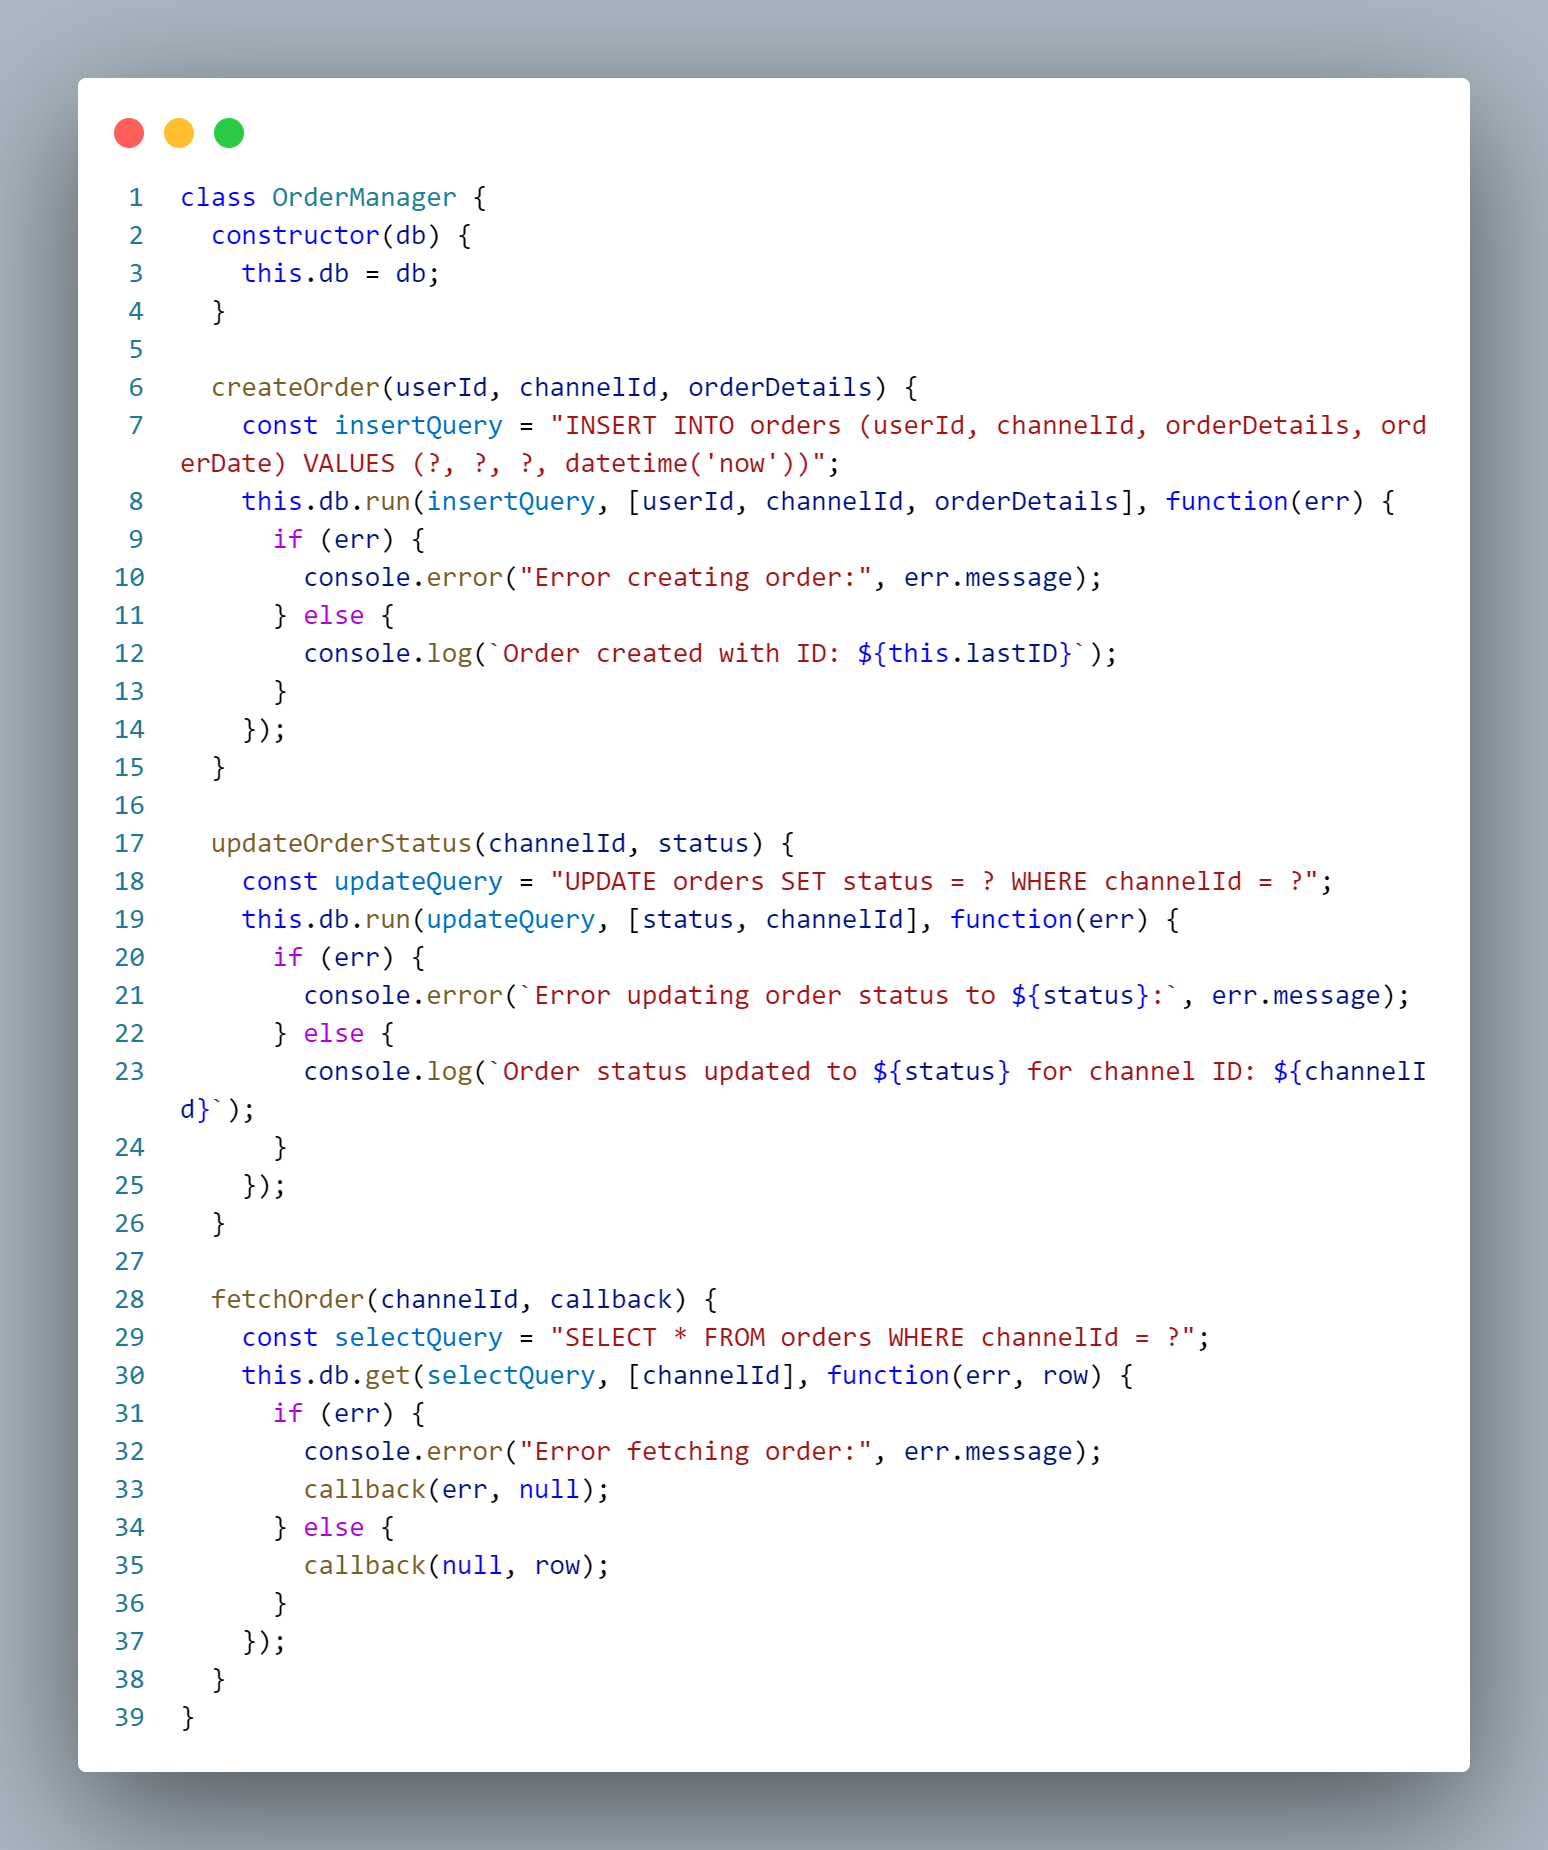 1 class OrderManager {
2   constructor(db) {
3     this.db = db;
4   }
5
6   createOrder(userId, channelId, orderDetails) {
7     const insertQuery = "INSERT INTO orders (userId, channelId, orderDetails, ord
erDate) VALUES (?, ?, ?, datetime('now'))";
8     this.db.run(insertQuery, [userId, channelId, orderDetails], function(err) {
9       if (err) {
10         console.error("Error creating order:", err.message);
11       } else {
12         console.log(`Order created with ID: ${this.lastID}`);
13       }
14     });
15   }
16
17   updateOrderStatus(channelId, status) {
18     const updateQuery = "UPDATE orders SET status = ? WHERE channelId = ?";
19     this.db.run(updateQuery, [status, channelId], function(err) {
20       if (err) {
21         console.error(`Error updating order status to ${status}:`, err.message);
22       } else {
23         console.log(`Order status updated to ${status} for channel ID: ${channelI
d}`);
24       }
25     });
26   }
27
28   fetchOrder(channelId, callback) {
29     const selectQuery = "SELECT * FROM orders WHERE channelId = ?";
30     this.db.get(selectQuery, [channelId], function(err, row) {
31       if (err) {
32         console.error("Error fetching order:", err.message);
33         callback(err, null);
34       } else {
35         callback(null, row);
36       }
37     });
38   }
39 }